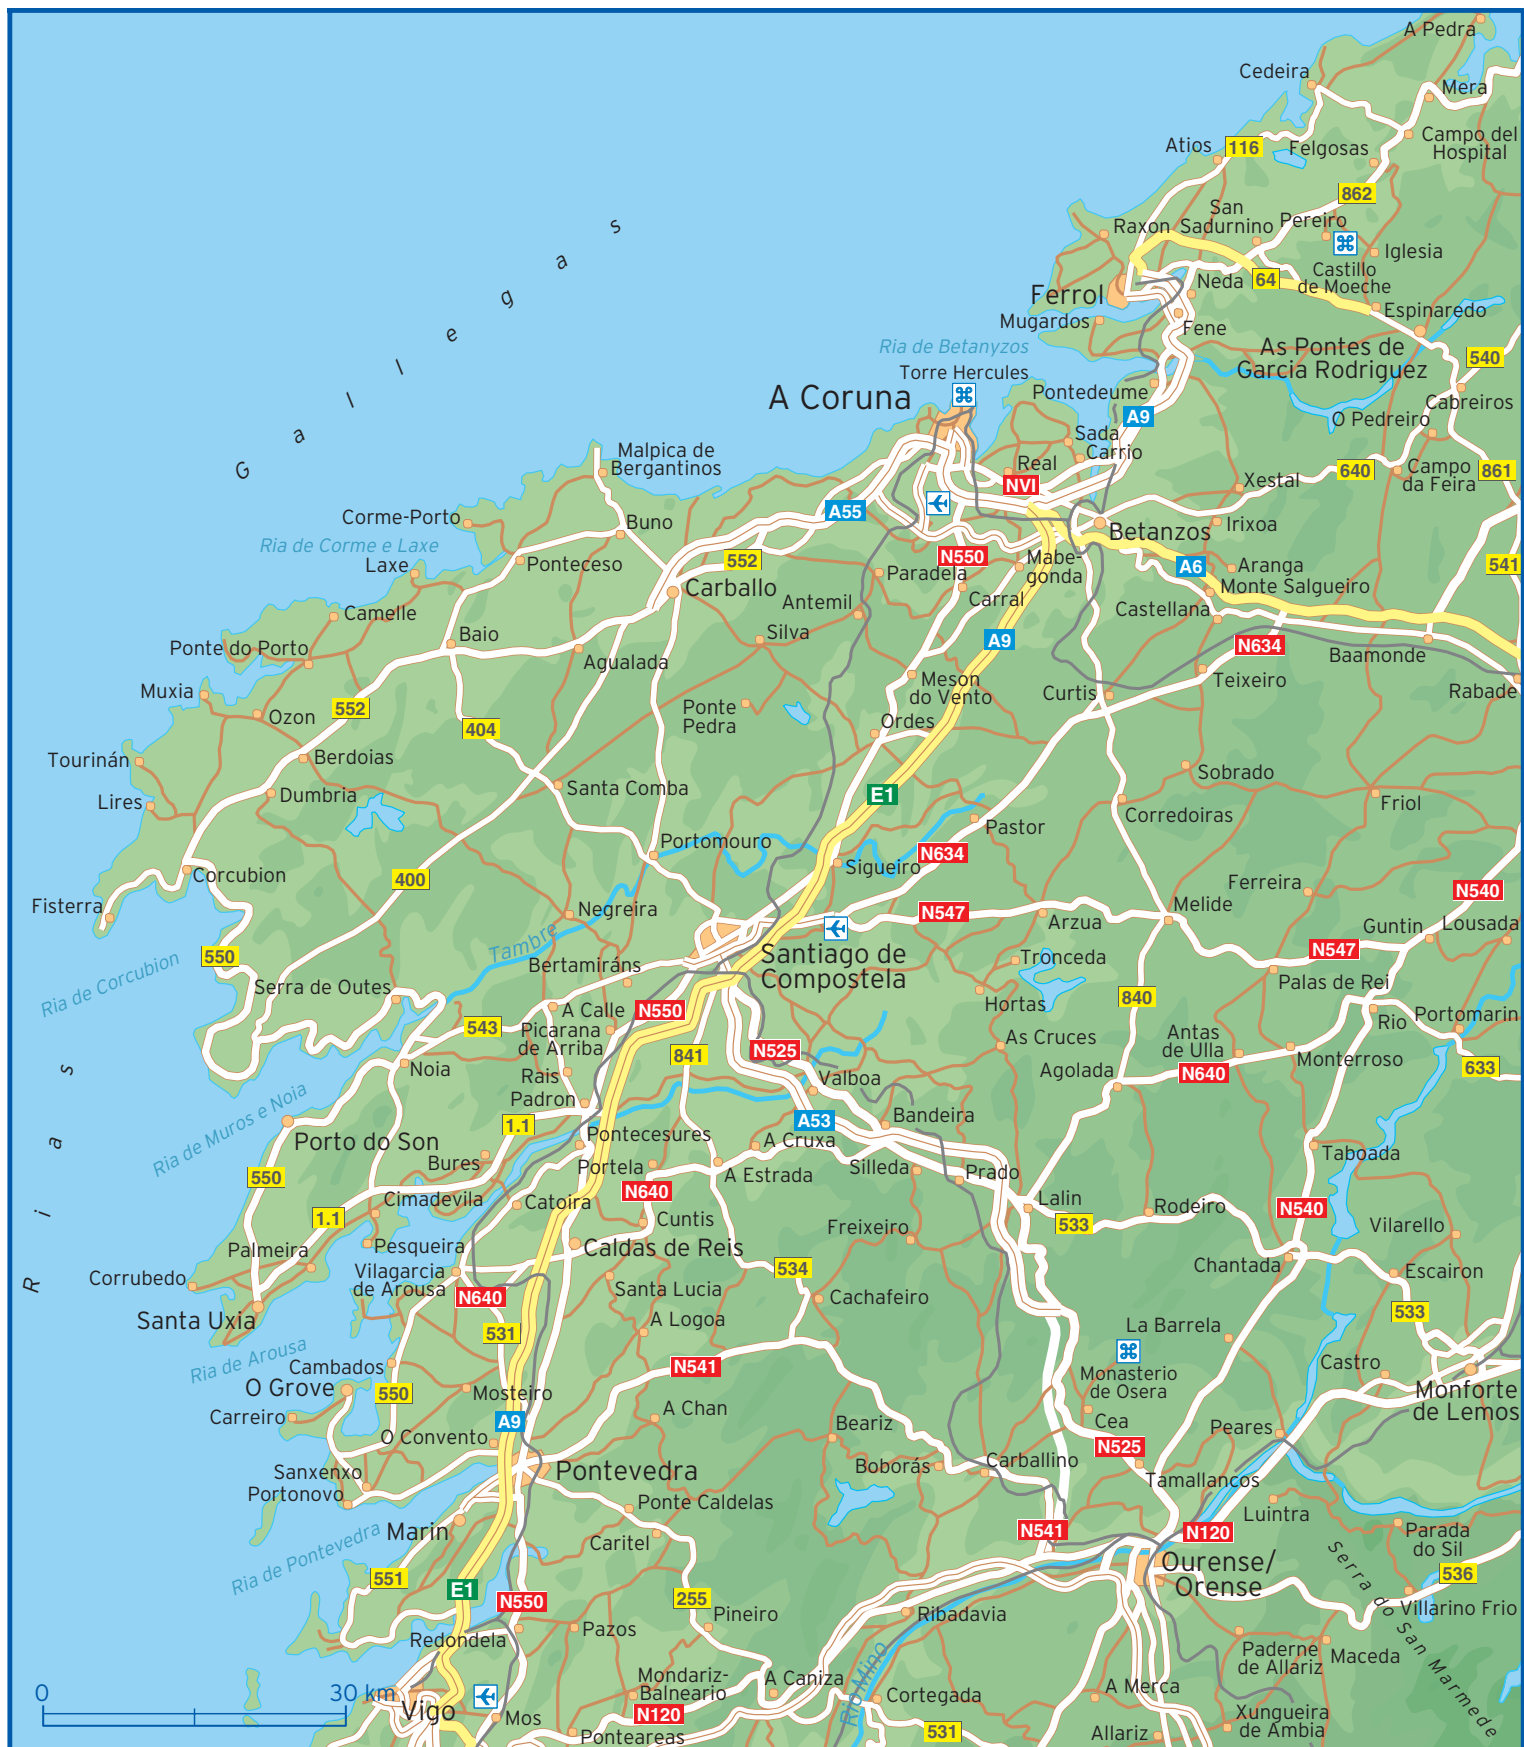 A Pedra
Cedeira
Mera
Campo del
Hospital
Atios
116
Felgosas
862
San
Sadurnino
Pereiro
Raxon
Iglesia
Castillo
de Moeche
64
Neda
Ferrol
Espinaredo
Mugardos
Fene
Ria de Betanyzos
As Pontes de
Garcia Rodriguez
540
Torre Hercules
A Coruna
Pontedeume
A9
Cabreiros
O Pedreiro
Sada
Carrio
Real
NVI
640
Campo
da Feira
861
Xestal
Malpica de
Bergantinos
Corme-Porto
Buno
A55
Irixoa
Betanzos
Ria de Corme e Laxe
Laxe
Ponteceso
552
N550
Mabe-
gonda
A6
Aranga
541
Paradela
Carballo
Monte Salgueiro
Carral
Antemil
Castellana
Camelle
Silva
A9
N634
Baio
Ponte do Porto
Agualada
Baamonde
Meson
do Vento
Teixeiro
Muxia
Curtis
Rabade
552
Ozon
Ponte
Pedra
Ordes
404
Tourinán
Berdoias
Sobrado
Lires
Dumbria
Santa Comba
E1
Friol
Corredoiras
Pastor
Portomouro
N634
Sigueiro
Corcubion
400
Ferreira
N540
Fisterra
Negreira
N547
Arzua
Melide
Guntin
Lousada
Tambre
N547
550
Santiago de
Compostela
Tronceda
Ria de Corcubion
Bertamiráns
Palas de Rei
Serra de Outes
Hortas
840
A Calle
N550
Rio
Portomarin
543
Picarana
de Arriba
As Cruces
Antas
de Ulla
841
N525
Monterroso
Noia
Rais
Valboa
Agolada
N640
633
Padron
Ria de Muros e Noia
1.1
A53
Bandeira
Porto do Son
Pontecesures
A Cruxa
Taboada
Bures
Portela
A Estrada
Silleda
Prado
550
N640
Cimadevila
Catoira
Lalin
Rodeiro
N540
1.1
Cuntis
533
Vilarello
Freixeiro
Palmeira
Pesqueira
Caldas de Reis
Vilagarcia
de Arousa
534
Chantada
Escairon
Corrubedo
Santa Lucia
N640
Cachafeiro
533
Santa Uxia
531
A Logoa
La Barrela
Ria de Arousa
Cambados
N541
Monasterio
de Osera
Castro
O Grove
550
Mosteiro
Monforte
de Lemos
Carreiro
A9
A Chan
Cea
Beariz
Peares
O Convento
N525
Sanxenxo
Pontevedra
Boborás
Carballino
Portonovo
Tamallancos
Ponte Caldelas
Luintra
Marin
N541
N120
Parada
do Sil
Caritel
Ria de Pontevedra
Ourense/
Orense
536
551
E1
255
Serra do San Marmede
N550
Villarino Frio
Pineiro
Ribadavia
Redondela
Pazos
Paderne
de Allariz
Maceda
Rio Mino
Mondariz-
Balneario
A Caniza
0
30 km
Vigo
Cortegada
A Merca
N120
Mos
Xungueira
de Ambia
Ponteareas
531
Allariz
Rias Gallegas